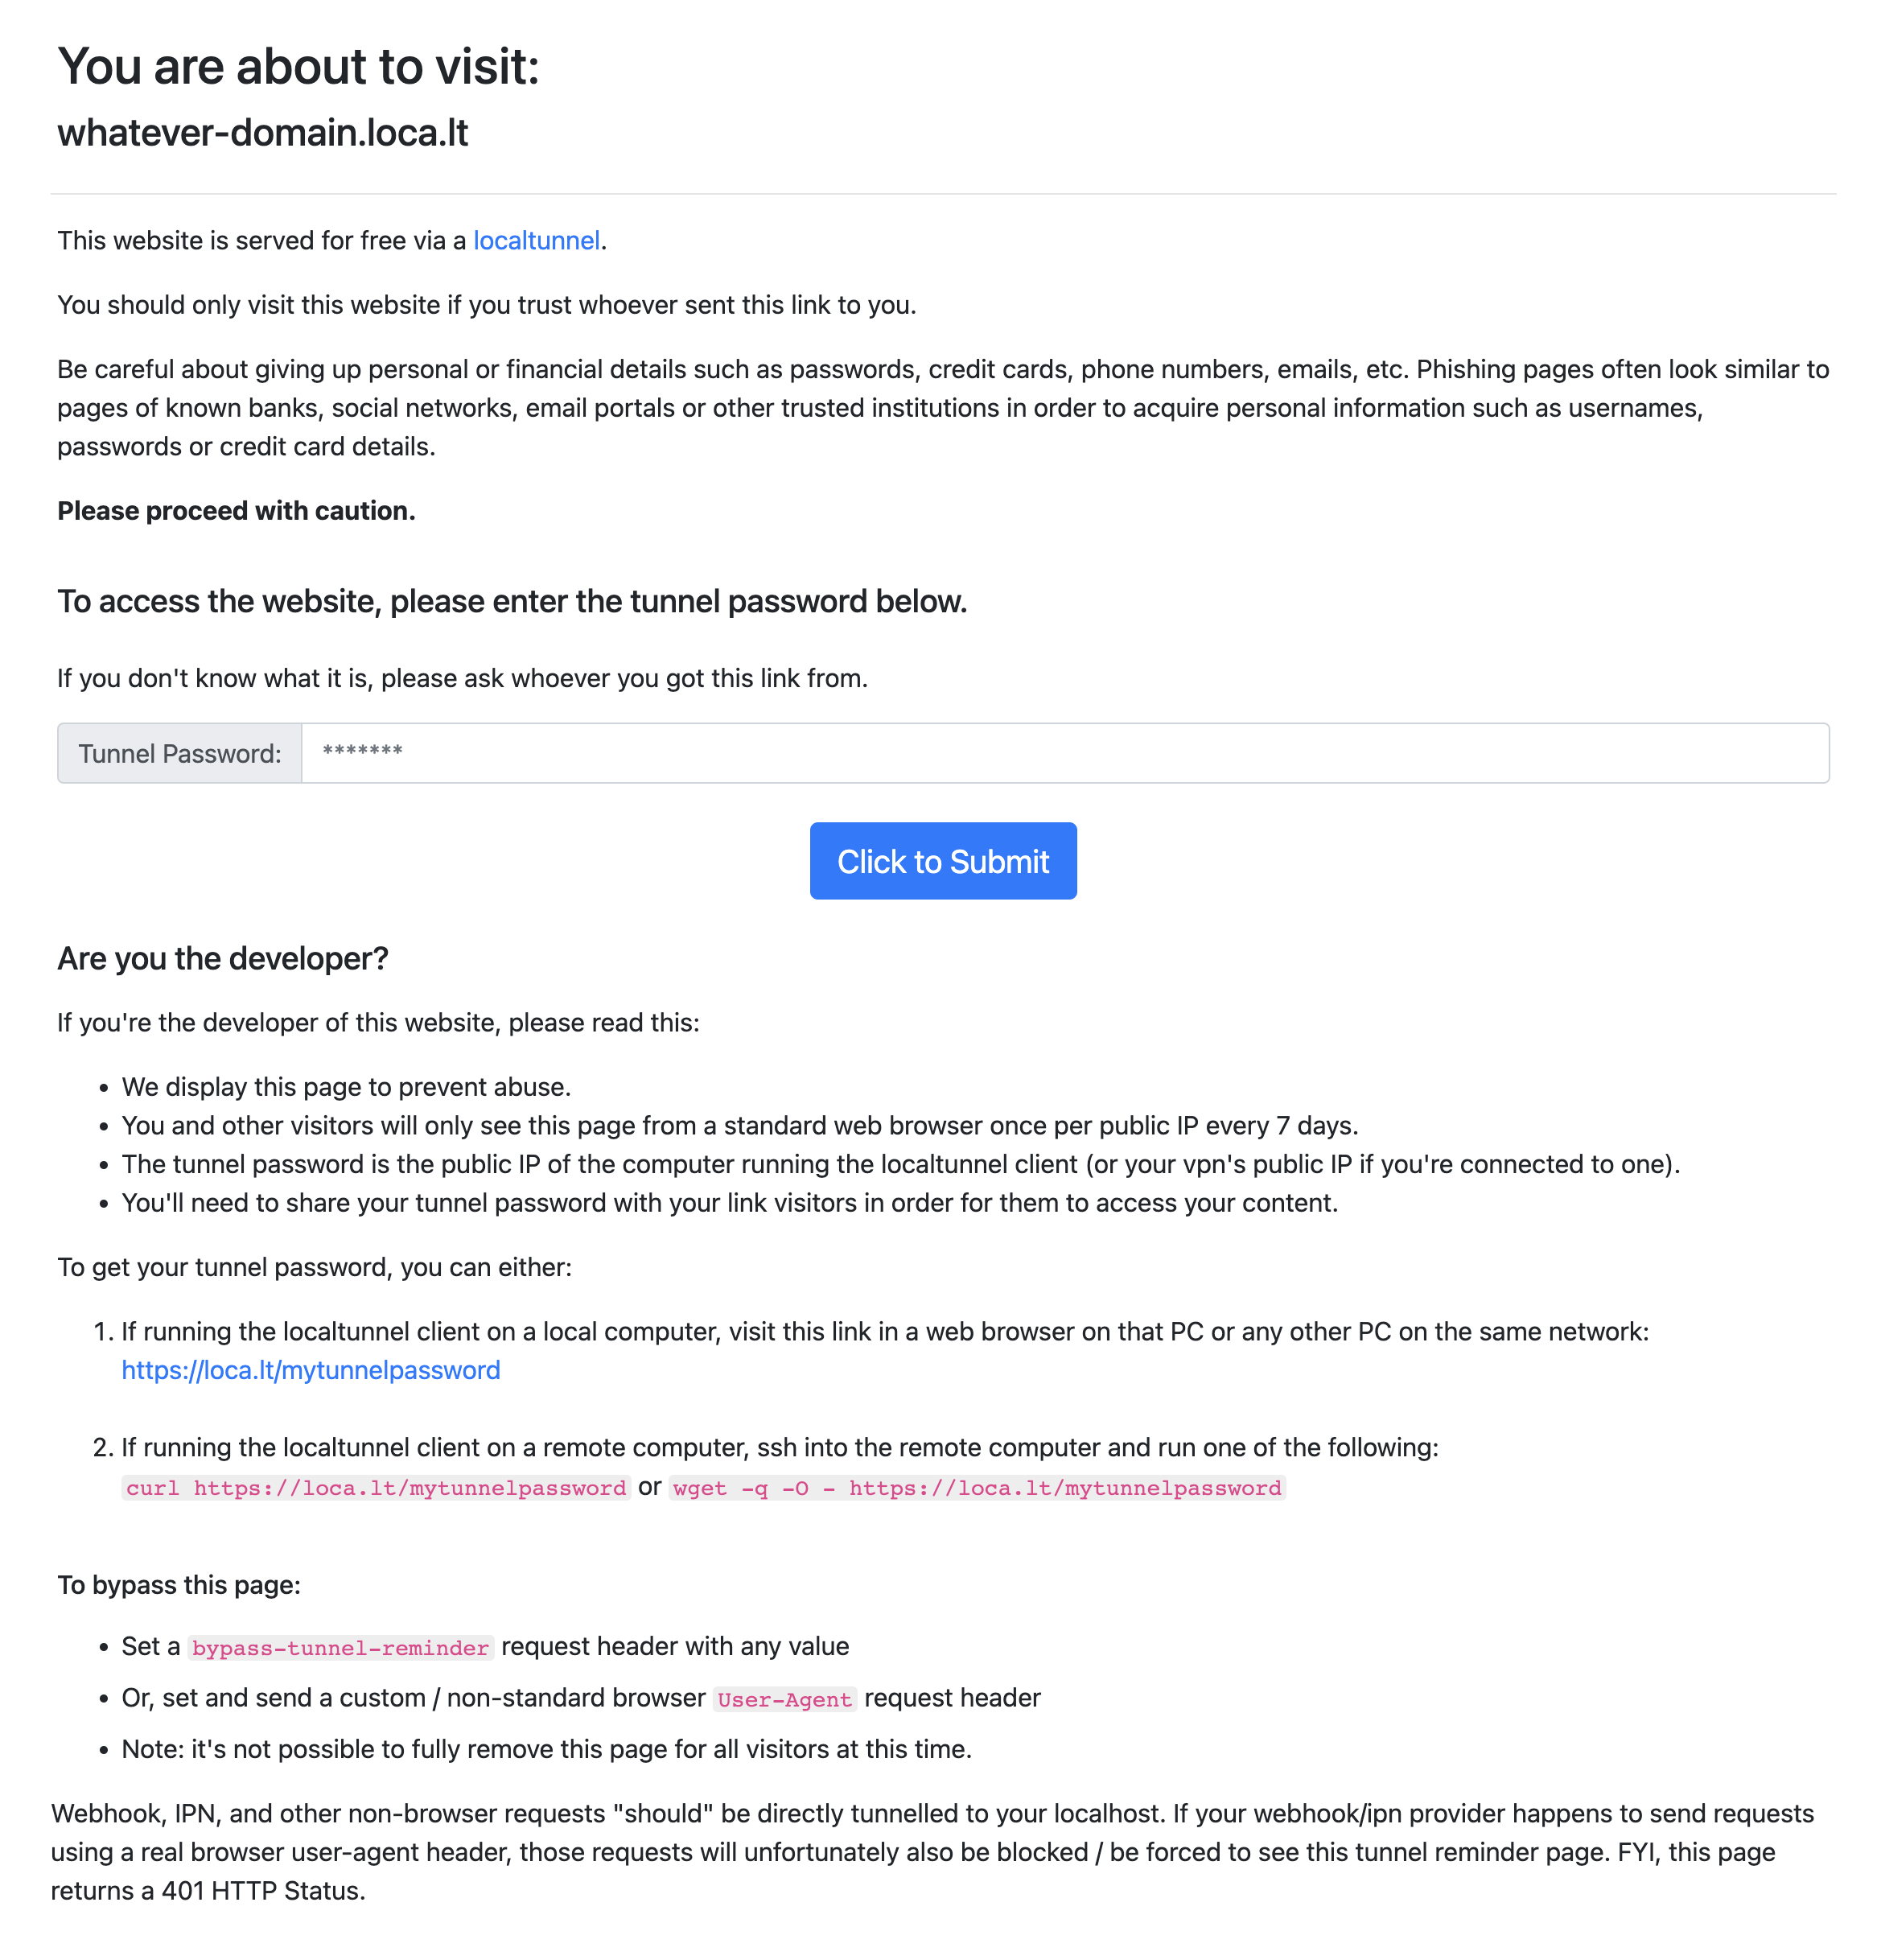 You are about to visit:
whatever-domain.loca.lt
This website is served for free via a localtunnel.
You should only visit this website if you trust whoever sent this link to you.
Be careful about giving up personal or financial details such as passwords, credit cards, phone numbers, emails, etc. Phishing pages often look similar to
pages of known banks, social networks, email portals or other trusted institutions in order to acquire personal information such as usernames,
passwords or credit card details.
Please proceed with caution.
To access the website, please enter the tunnel password below.
If you don't know what it is, please ask whoever you got this link from.
Tunnel Password: *******
Click to Submit
Are you the developer?
If you're the developer of this website, please read this:
• We display this page to prevent abuse.
• You and other visitors will only see this page from a standard web browser once per public IP every 7 days.
• The tunnel password is the public IP of the computer running the localtunnel client (or your vpn's public IP if you're connected to one).
• You'll need to share your tunnel password with your link visitors in order for them to access your content.
To get your tunnel password, you can either:
1. If running the localtunnel client on a local computer, visit this link in a web browser on that PC or any other PC on the same network:
https://loca.lt/mytunnelpassword
2. If running the localtunnel client on a remote computer, ssh into the remote computer and run one of the following:
curl https://loca.lt/mytunnelpassword or wget -q -O - https://loca.lt/mytunnelpassword
To bypass this page:
• Set a bypass-tunnel-reminder request header with any value
• Or, set and send a custom / non-standard browser User-Agent request header
• Note: it's not possible to fully remove this page for all visitors at this time.
Webhook, IPN, and other non-browser requests "should" be directly tunnelled to your localhost. If your webhook/ipn provider happens to send requests
using a real browser user-agent header, those requests will unfortunately also be blocked / be forced to see this tunnel reminder page. FYI, this page
returns a 401 HTTP Status.